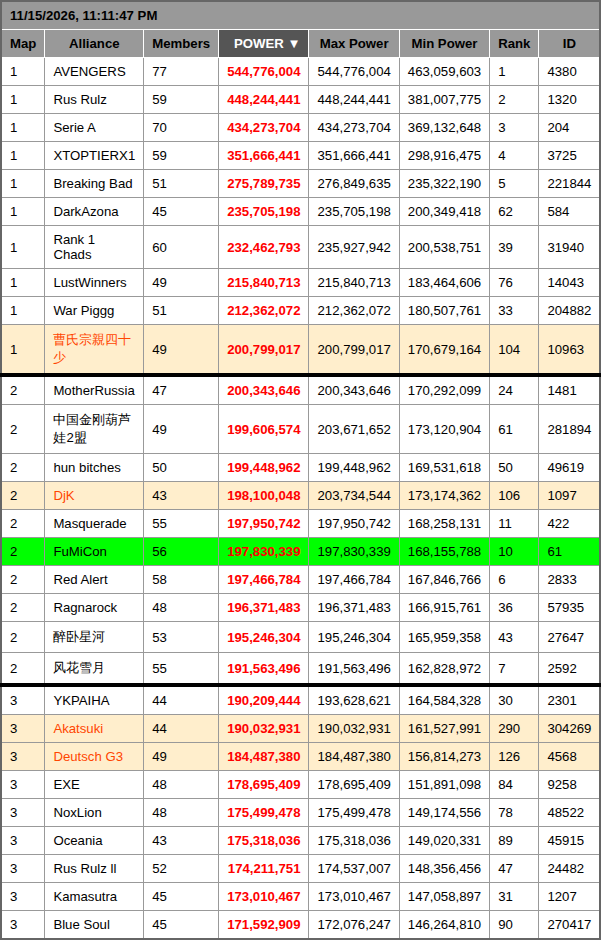 11/15/2026, 11:11:47 PM
Map Alliance Members POWER ▼ Max Power Min Power Rank ID
1 AVENGERS 77 544,776,004 544,776,004 463,059,603 1 4380
1 Rus Rulz 59 448,244,441 448,244,441 381,007,775 2 1320
1 Serie A 70 434,273,704 434,273,704 369,132,648 3 204
1 XTOPTIERX1 59 351,666,441 351,666,441 298,916,475 4 3725
1 Breaking Bad 51 275,789,735 276,849,635 235,322,190 5 221844
1 DarkAzona 45 235,705,198 235,705,198 200,349,418 62 584
1 Rank 1
Chads 60 232,462,793 235,927,942 200,538,751 39 31940
1 LustWinners 49 215,840,713 215,840,713 183,464,606 76 14043
1 War Piggg 51 212,362,072 212,362,072 180,507,761 33 204882
1 曹氏宗親四十
少 49 200,799,017 200,799,017 170,679,164 104 10963
2 MotherRussia 47 200,343,646 200,343,646 170,292,099 24 1481
2 中国金刚葫芦
娃2盟 49 199,606,574 203,671,652 173,120,904 61 281894
2 hun bitches 50 199,448,962 199,448,962 169,531,618 50 49619
2 DjK 43 198,100,048 203,734,544 173,174,362 106 1097
2 Masquerade 55 197,950,742 197,950,742 168,258,131 11 422
2 FuMiCon 56 197,830,339 197,830,339 168,155,788 10 61
2 Red Alert 58 197,466,784 197,466,784 167,846,766 6 2833
2 Ragnarock 48 196,371,483 196,371,483 166,915,761 36 57935
2 醉卧星河 53 195,246,304 195,246,304 165,959,358 43 27647
2 风花雪月 55 191,563,496 191,563,496 162,828,972 7 2592
3 YKPAIHA 44 190,209,444 193,628,621 164,584,328 30 2301
3 Akatsuki 44 190,032,931 190,032,931 161,527,991 290 304269
3 Deutsch G3 49 184,487,380 184,487,380 156,814,273 126 4568
3 EXE 48 178,695,409 178,695,409 151,891,098 84 9258
3 NoxLion 48 175,499,478 175,499,478 149,174,556 78 48522
3 Oceania 43 175,318,036 175,318,036 149,020,331 89 45915
3 Rus Rulz ll 52 174,211,751 174,537,007 148,356,456 47 24482
3 Kamasutra 45 173,010,467 173,010,467 147,058,897 31 1207
3 Blue Soul 45 171,592,909 172,076,247 146,264,810 90 270417